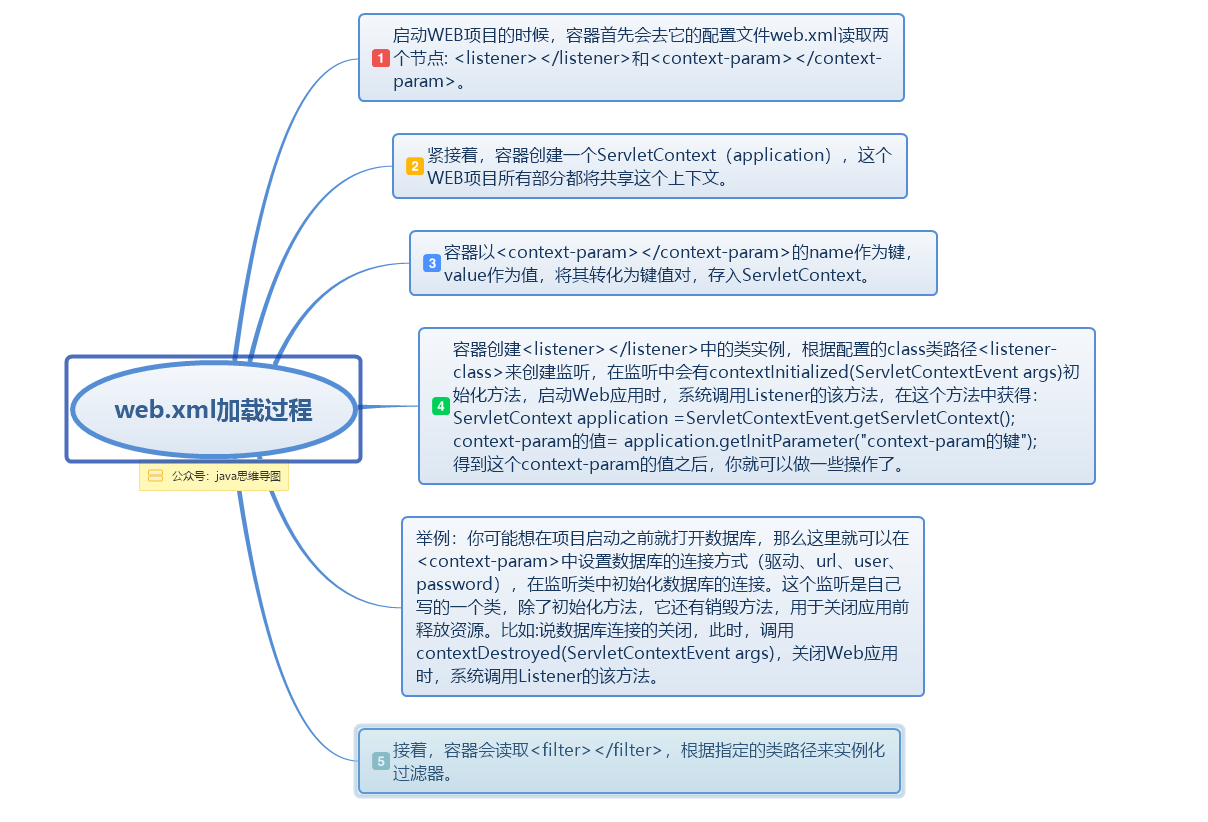 1
启动WEB项目的时候，容器首先会去它的配置文件web.xml读取两
个节点: <listener></listener>和<context-param></context-
param>。
2
紧接着，容器创建一个ServletContext（application），这个
WEB项目所有部分都将共享这个上下文。
3
容器以<context-param></context-param>的name作为键，
value作为值，将其转化为键值对，存入ServletContext。
web.xml加载过程
公众号：java思维导图
4
容器创建<listener></listener>中的类实例，根据配置的class类路径<listener-
class>来创建监听，在监听中会有contextInitialized(ServletContextEvent args)初
始化方法，启动Web应用时，系统调用Listener的该方法，在这个方法中获得：
ServletContext application =ServletContextEvent.getServletContext();
context-param的值= application.getInitParameter("context-param的键");
得到这个context-param的值之后，你就可以做一些操作了。
举例：你可能想在项目启动之前就打开数据库，那么这里就可以在
<context-param>中设置数据库的连接方式（驱动、url、user、
password），在监听类中初始化数据库的连接。这个监听是自己
写的一个类，除了初始化方法，它还有销毁方法，用于关闭应用前
释放资源。比如:说数据库连接的关闭，此时，调用
contextDestroyed(ServletContextEvent args)，关闭Web应用
时，系统调用Listener的该方法。
5
接着，容器会读取<filter></filter>，根据指定的类路径来实例化
过滤器。